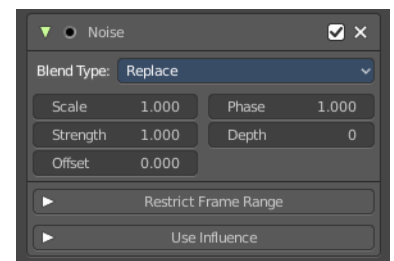 Noise
Blend Type: Replace
Scale 1.000 Phase 1.000
Strength 1.000 Depth 0
Offset 0.000
Restrict Frame Range
Use Influence